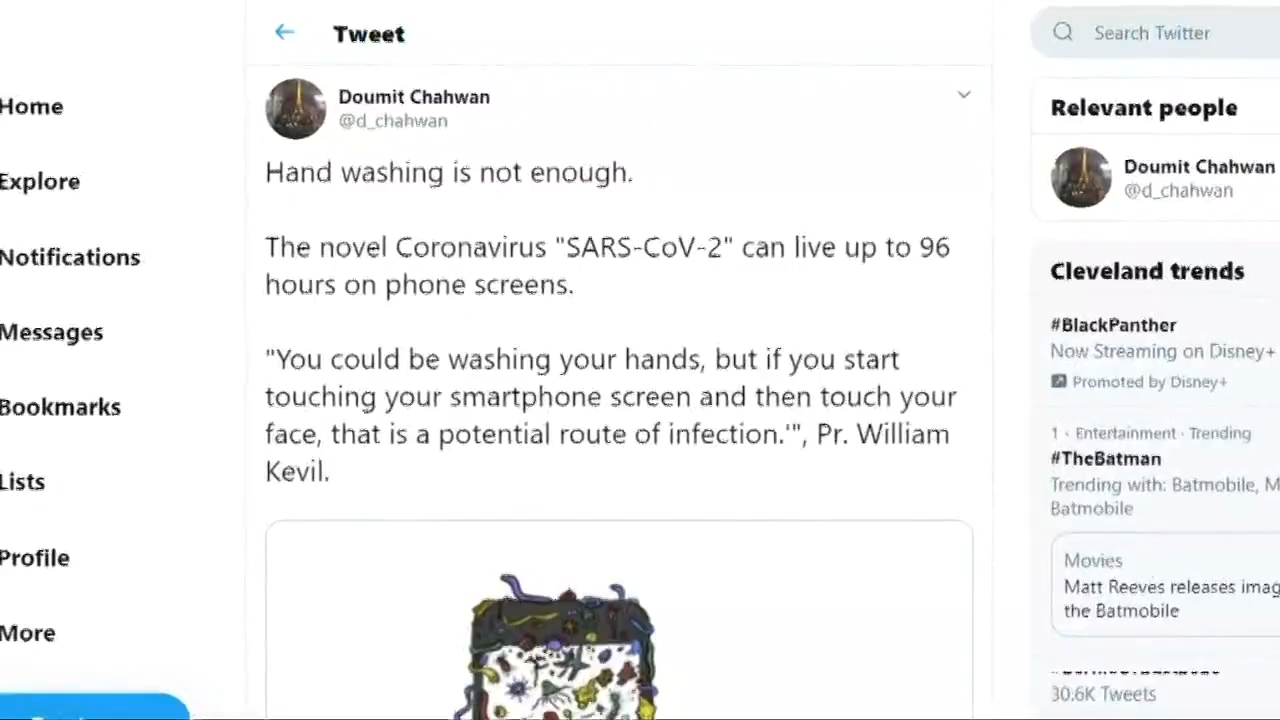 Tweet
Search Twitter
Home
Explore
Notifications
Messages
Bookmarks
Lists
Profile
More
Doumit Chahwan
@d_chahwan
Hand washing is not enough.
The novel Coronavirus "SARS-CoV-2" can live up to 96
hours on phone screens.
"You could be washing your hands, but if you start
touching your smartphone screen and then touch your
face, that is a potential route of infection.'", Pr. William
Kevil.
Relevant people
Doumit Chahwan
@d_chahwan
Cleveland trends
#BlackPanther
Now Streaming on Disney+
Promoted by Disney+
1 · Entertainment · Trending
#TheBatman
Trending with: Batmobile, M
Batmobile
Movies
Matt Reeves releases imag
the Batmobile
30.6K Tweets